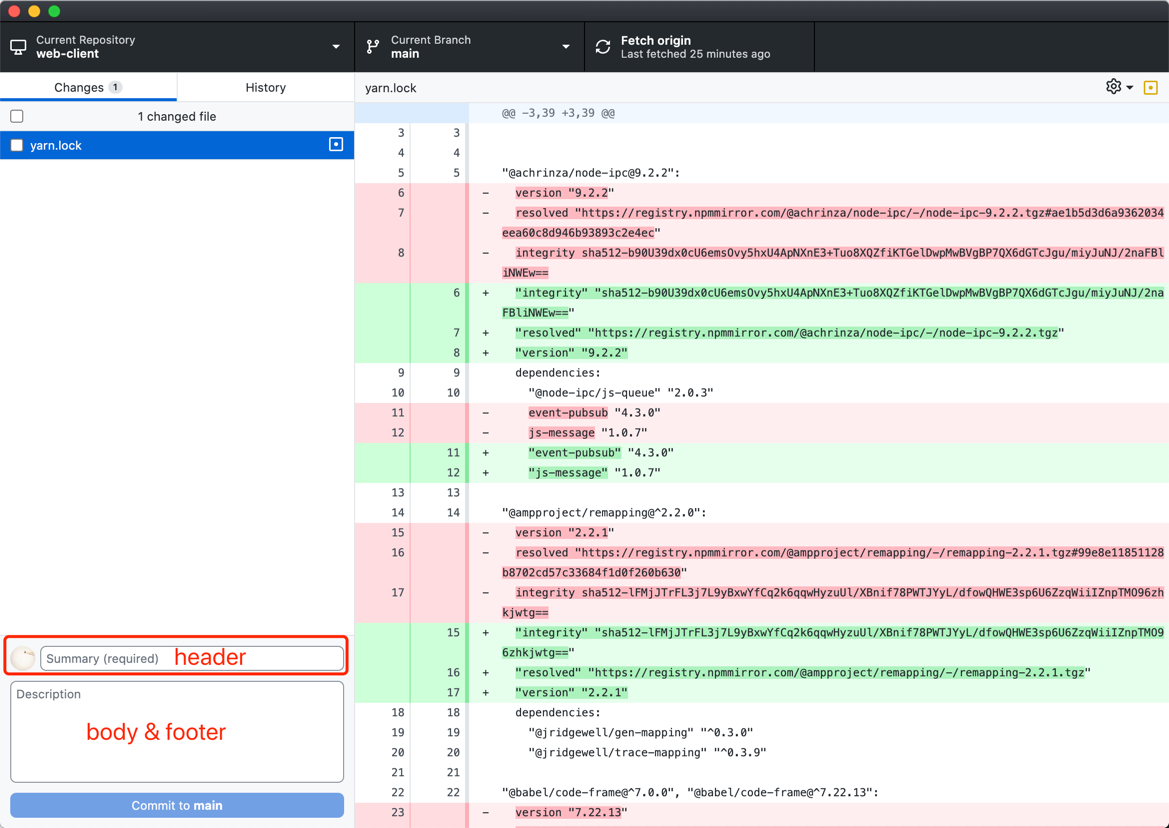 Current Repository
web-client
Current Branch
main
Fetch origin
Last fetched 25 minutes ago
Changes 1
History
yarn.lock
1 changed file
yarn.lock
@@ -3,39 +3,39 @@
3 3
4 4
5 5 "@achrinza/node-ipc@9.2.2":
6 - version "9.2.2"
7 - resolved "https://registry.npmmirror.com/@achrinza/node-ipc/-/node-ipc-9.2.2.tgz#ae1b5d3d6a9362034
eea60c8d946b93893c2e4ec"
8 - integrity sha512-b90U39dx0cU6emsOvy5hxU4ApNXnE3+Tuo8XQZfiKTGelDwpMwBVgBP7QX6dGTcJgu/miyJuNJ/2naFBl
iNWEw==
6 + "integrity" "sha512-b90U39dx0cU6emsOvy5hxU4ApNXnE3+Tuo8XQZfiKTGelDwpMwBVgBP7QX6dGTcJgu/miyJuNJ/2na
FBliNWEw=="
7 + "resolved" "https://registry.npmmirror.com/@achrinza/node-ipc/-/node-ipc-9.2.2.tgz"
8 + "version" "9.2.2"
9 9 dependencies:
10 10 "@node-ipc/js-queue" "2.0.3"
11 - event-pubsub "4.3.0"
12 - js-message "1.0.7"
11 + "event-pubsub" "4.3.0"
12 + "js-message" "1.0.7"
13 13
14 14 "@ampproject/remapping@^2.2.0":
15 - version "2.2.1"
16 - resolved "https://registry.npmmirror.com/@ampproject/remapping/-/remapping-2.2.1.tgz#99e8e11851128
b8702cd57c33684f1d0f260b630"
17 - integrity sha512-lFMjJTrFL3j7L9yBxwYfCq2k6qqwHyzuUl/XBnif78PWTJYyL/dfowQHWE3sp6U6ZzqWiiIZnpTMO96zh
kjwtg==
15 + "integrity" "sha512-lFMjJTrFL3j7L9yBxwYfCq2k6qqwHyzuUl/XBnif78PWTJYyL/dfowQHWE3sp6U6ZzqWiiIZnpTMO9
6zhkjwtg=="
16 + "resolved" "https://registry.npmmirror.com/@ampproject/remapping/-/remapping-2.2.1.tgz"
17 + "version" "2.2.1"
18 18 dependencies:
19 19 "@jridgewell/gen-mapping" "^0.3.0"
20 20 "@jridgewell/trace-mapping" "^0.3.9"
21 21
22 22 "@babel/code-frame@^7.0.0", "@babel/code-frame@^7.22.13":
23 - version "7.22.13"
Summary (required) header
Description
body & footer
Commit to main